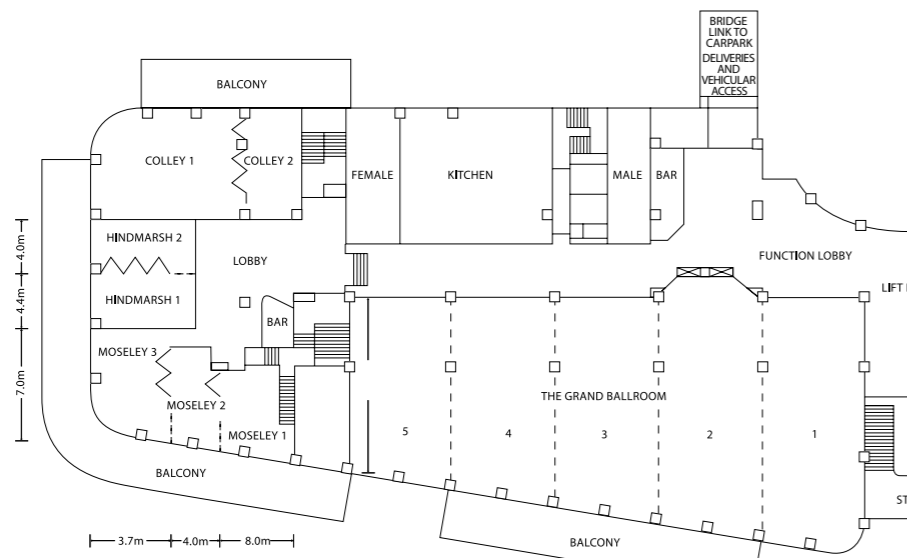 BRIDGE
LINK TO
CARPARK
DELIVERIES
AND
VEHICULAR
ACCESS
BALCONY
COLLEY 1
COLLEY 2
FEMALE
KITCHEN
MALE
BAR
HINDMARSH 2
LOBBY
FUNCTION LOBBY
HINDMARSH 1
LIFT
BAR
MOSELEY 3
MOSELEY 2
MOSELEY 1
THE GRAND BALLROOM
5
4
3
2
1
BALCONY
ST
BALCONY
4.0m
4.4m
7.0m
3.7m
4.0m
8.0m